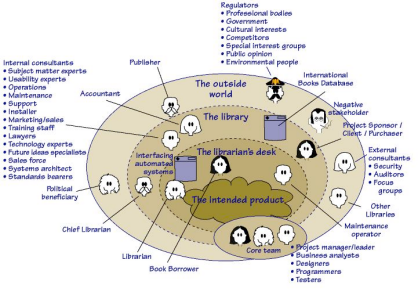 Regulators
• Professional bodies
• Government
• Cultural interests
• Competitors
• Special interest groups
• Public opinion
• Environmental people
Internal consultants
• Subject matter experts
• Usability experts
• Operations
• Maintenance
• Support
• Installer
• Marketing/sales
• Training staff
• Lawyers
• Technology experts
• Future ideas specialists
• Sales force
• Systems architect
• Standards bearers
Publisher
Accountant
The outside
world
International
Books Database
The library
Negative
stakeholder
Project Sponsor /
Client / Purchaser
The librarian's desk
Interfacing
automated
systems
External
consultants
• Security
• Auditors
• Focus
groups
Political
beneficiary
The intended product
Other
Libraries
Chief Librarian
Maintenance
operator
Librarian
Core team
Book Borrower
• Project manager/leader
• Business analysts
• Designers
• Programmers
• Testers